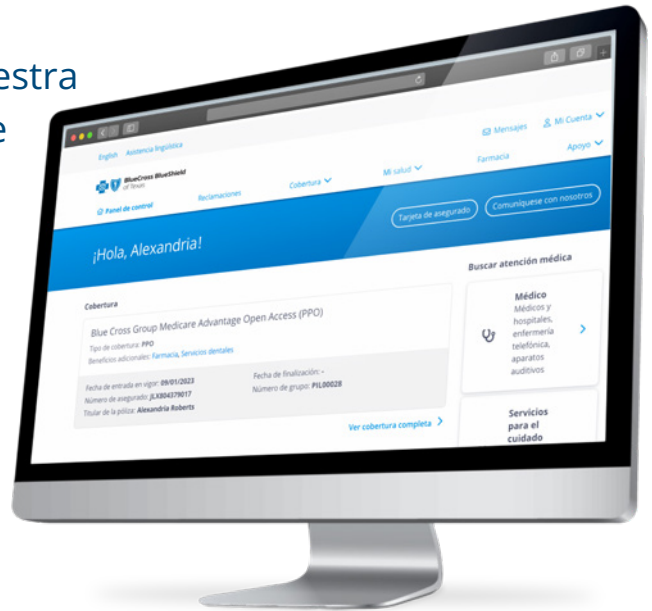 estra
e
English Asistencia lingüística
Mensajes Mi Cuenta
BlueCross BlueShield
of Texas
Panel de control Reclamaciones Cobertura Mi salud Farmacia Apoyo
¡Hola, Alexandria!
Tarjeta de asegurado Comuníquese con nosotros
Cobertura
Blue Cross Group Medicare Advantage Open Access (PPO)
Tipo de cobertura: PPO
Beneficios adicionales: Farmacia, Servicios dentales
Fecha de entrada en vigor: 09/01/2023
Número de asegurado: JLX804379017
Titular de la póliza: Alexandria Roberts
Fecha de finalización: -
Número de grupo: PIL00028
Ver cobertura completa
Buscar atención médica
Médico
Médicos y
hospitales,
enfermería
telefónica,
aparatos
auditivos
Servicios
para el
cuidado